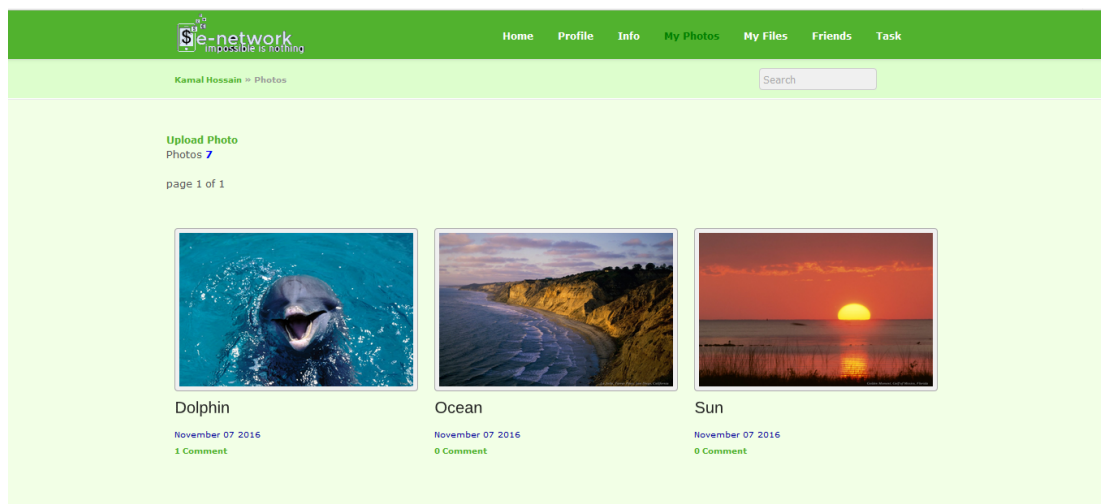 $ e-network
impossible is nothing
Home Profile Info My Photos My Files Friends Task
Kamal Hossain » Photos
Search
Upload Photo
Photos 7
page 1 of 1
Dolphin
Ocean
Sun
November 07 2016
November 07 2016
November 07 2016
1 Comment
0 Comment
0 Comment